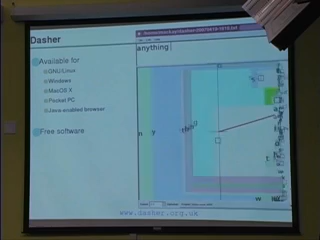 Dasher
Available for
GNU/Linux
Windows
MacOS X
Pocket PC
Java enabled browser
Free software
anything
n y
Hello
www.dasher.org.uk